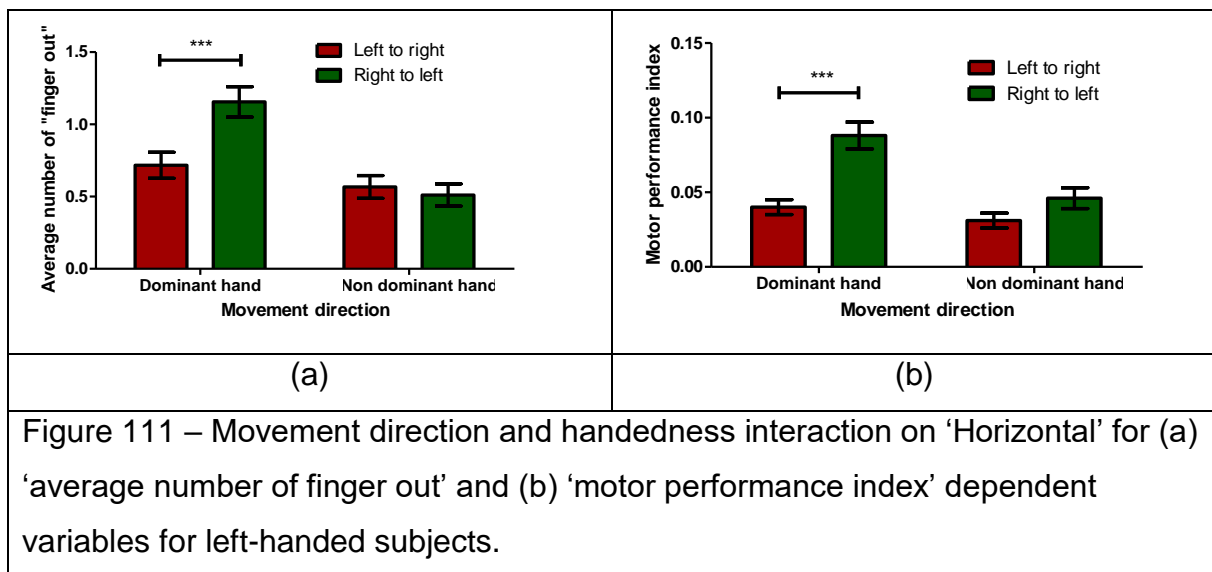 Average number of "finger out"
1.5
1.0
0.5
0.0
***
Left to right
Right to left
Dominant hand
Non dominant hand
Movement direction
(a)
Motor performance index
0.15
0.10
0.05
0.00
***
Left to right
Right to left
Dominant hand
Non dominant hand
Movement direction
(b)
Figure 111 – Movement direction and handedness interaction on ‘Horizontal’ for (a)
‘average number of finger out’ and (b) ‘motor performance index’ dependent
variables for left-handed subjects.